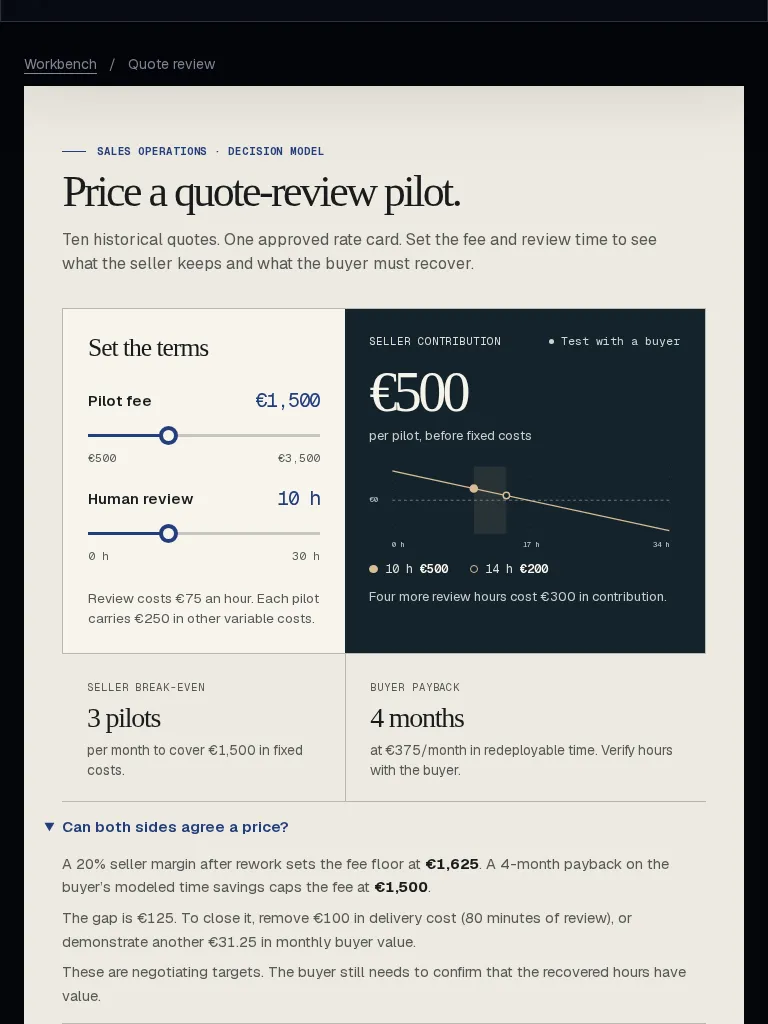 Workbench / Quote review
SALES OPERATIONS · DECISION MODEL
Price a quote-review pilot.
Ten historical quotes. One approved rate card. Set the fee and review time to see
what the seller keeps and what the buyer must recover.
Set the terms
Pilot fee €1,500
€500 €3,500
Human review 10 h
0 h 30 h
Review costs €75 an hour. Each pilot
carries €250 in other variable costs.
SELLER CONTRIBUTION ● Test with a buyer
€500
per pilot, before fixed costs
€0
0 h 17 h 34 h
10 h €500 14 h €200
Four more review hours cost €300 in contribution.
SELLER BREAK-EVEN
3 pilots
per month to cover €1,500 in fixed
costs.
BUYER PAYBACK
4 months
at €375/month in redeployable time. Verify hours
with the buyer.
▼ Can both sides agree a price?
A 20% seller margin after rework sets the fee floor at €1,625. A 4-month payback on the
buyer’s modeled time savings caps the fee at €1,500.
The gap is €125. To close it, remove €100 in delivery cost (80 minutes of review), or
demonstrate another €31.25 in monthly buyer value.
These are negotiating targets. The buyer still needs to confirm that the recovered hours have
value.